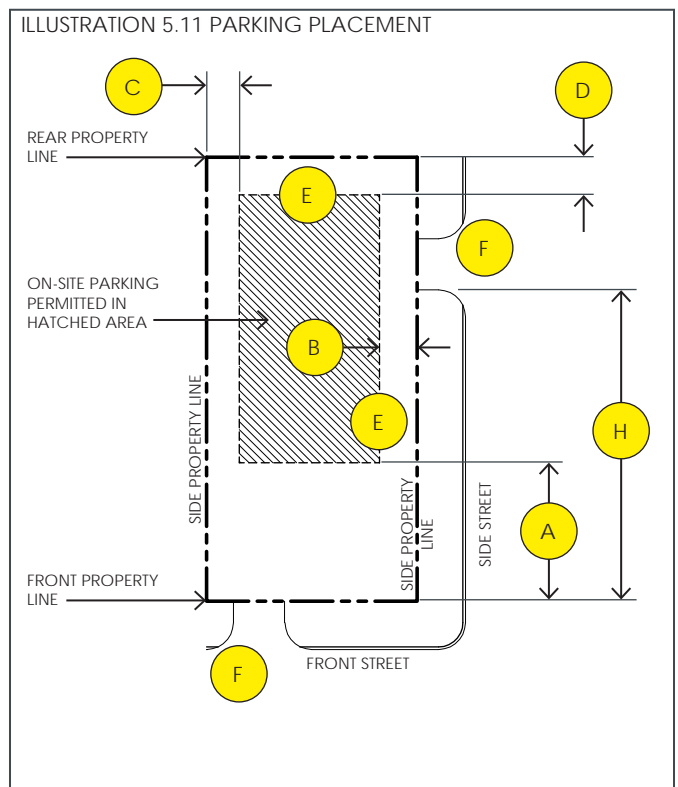 ILLUSTRATION 5.11 PARKING PLACEMENT
C
D
REAR PROPERTY
LINE
E
F
ON-SITE PARKING
PERMITTED IN
HATCHED AREA
B
E
H
SIDE PROPERTY LINE
SIDE PROPERTY
LINE
SIDE STREET
A
FRONT PROPERTY
LINE
FRONT STREET
F